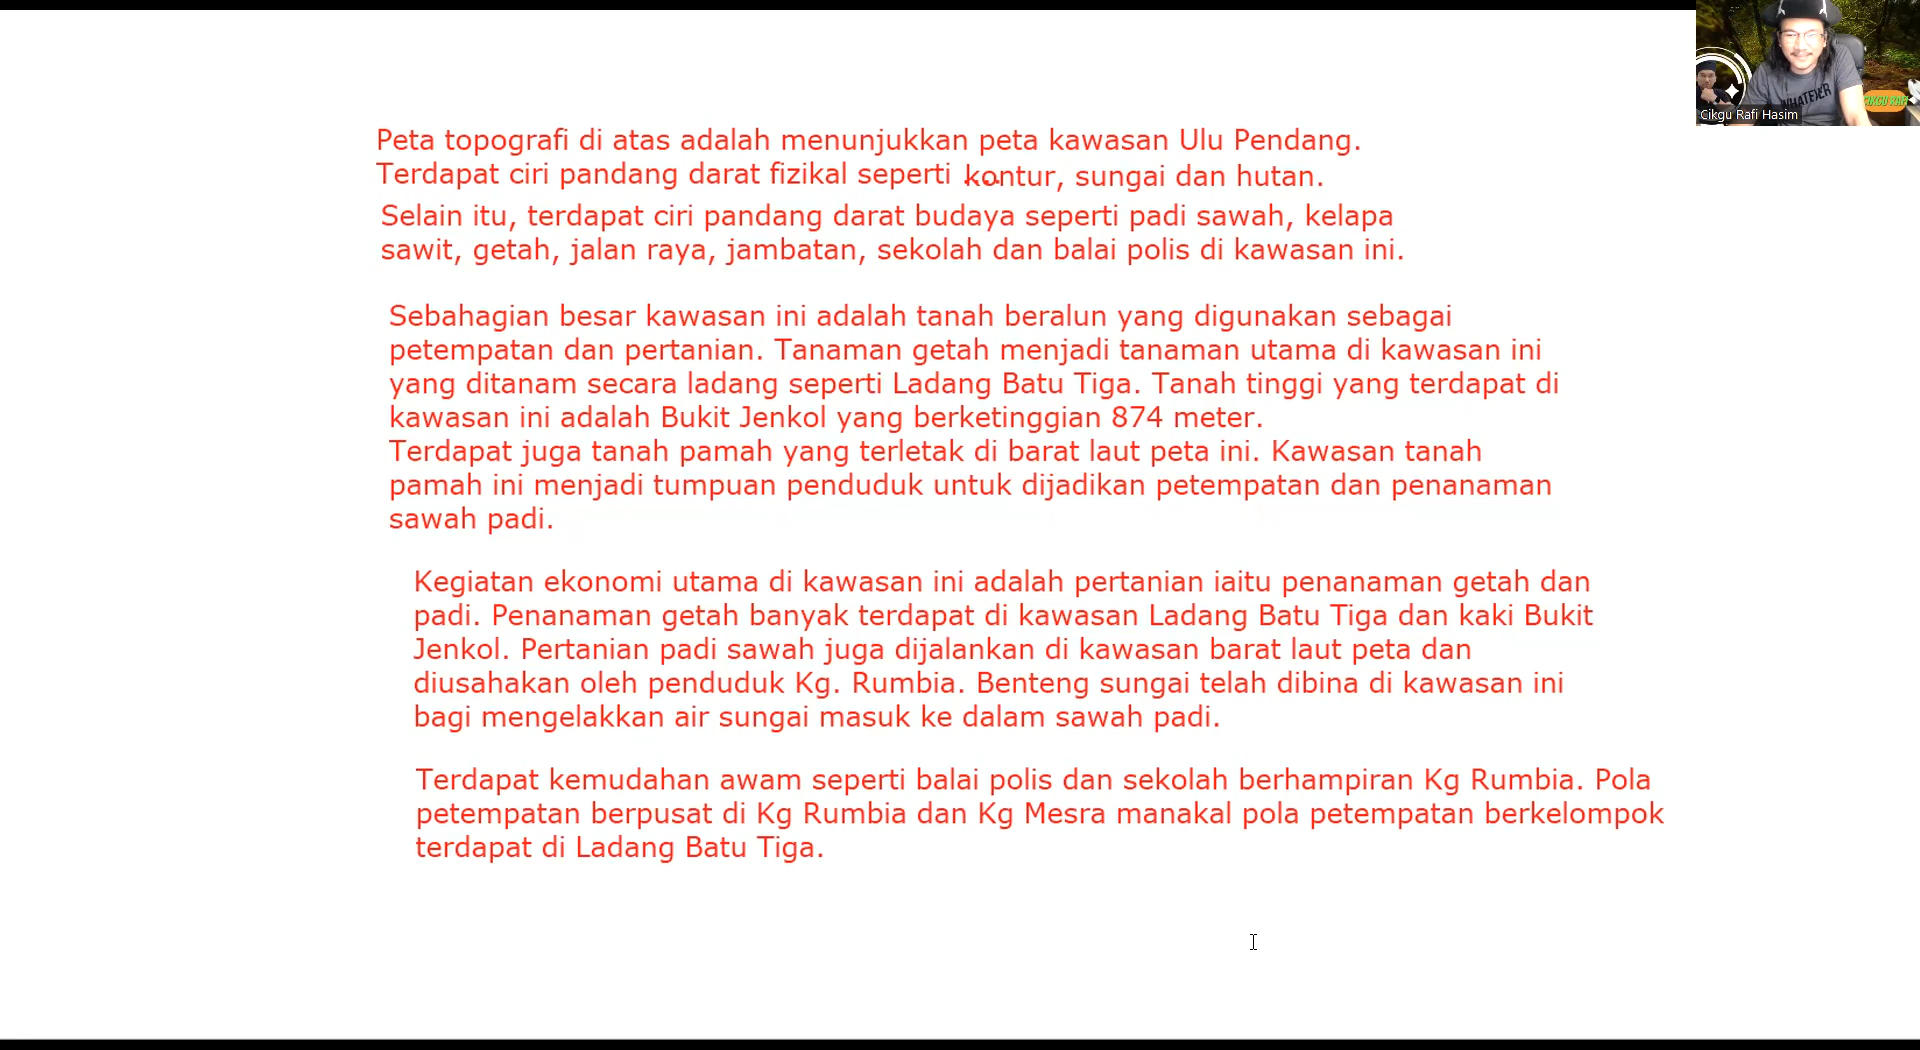 Peta topografi di atas adalah menunjukkan peta kawasan Ulu Pendang.
Terdapat ciri pandang darat fizikal seperti ... kontur, sungai dan hutan.
Selain itu, terdapat ciri pandang darat budaya seperti padi sawah, kelapa
sawit, getah, jalan raya, jambatan, sekolah dan balai polis di kawasan ini.
Sebahagian besar kawasan ini adalah tanah beralun yang digunakan sebagai
petempatan dan pertanian. Tanaman getah menjadi tanaman utama di kawasan ini
yang ditanam secara ladang seperti Ladang Batu Tiga. Tanah tinggi yang terdapat di
kawasan ini adalah Bukit Jenkol yang berketinggian 874 meter.
Terdapat juga tanah pamah yang terletak di barat laut peta ini. Kawasan tanah
pamah ini menjadi tumpuan penduduk untuk dijadikan petempatan dan penanaman
sawah padi.
Kegiatan ekonomi utama di kawasan ini adalah pertanian iaitu penanaman getah dan
padi. Penanaman getah banyak terdapat di kawasan Ladang Batu Tiga dan kaki Bukit
Jenkol. Pertanian padi sawah juga dijalankan di kawasan barat laut peta dan
diusahakan oleh penduduk Kg. Rumbia. Benteng sungai telah dibina di kawasan ini
bagi mengelakkan air sungai masuk ke dalam sawah padi.
Terdapat kemudahan awam seperti balai polis dan sekolah berhampiran Kg Rumbia. Pola
petempatan berpusat di Kg Rumbia dan Kg Mesra manakal pola petempatan berkelompok
terdapat di Ladang Batu Tiga.
WHATEVER
CIKGU RAFI
Cikgu Rafi Hasim